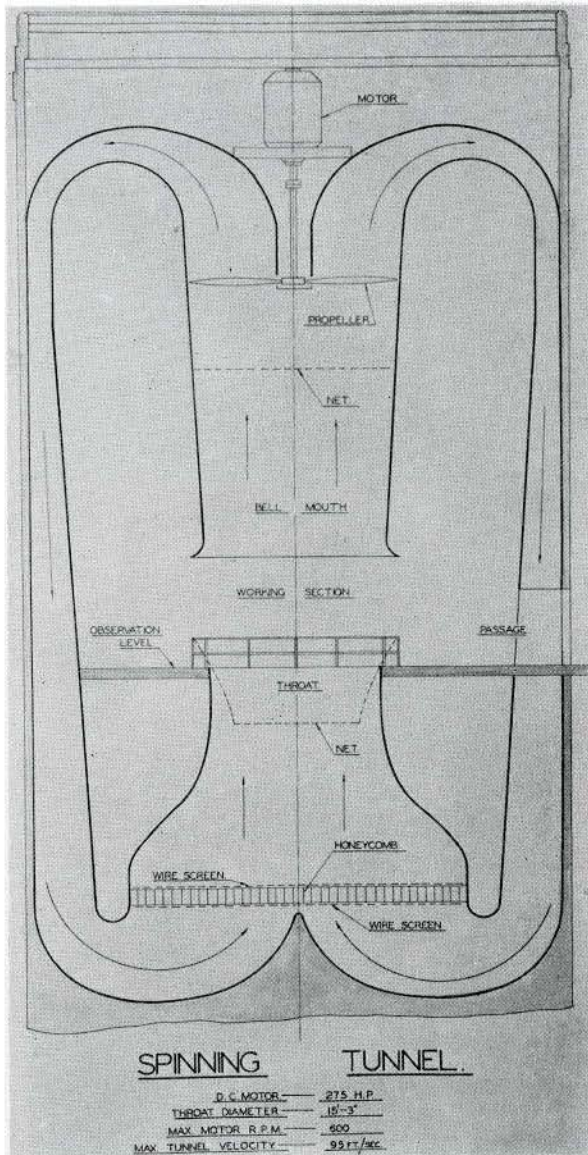 MOTOR
PROPELLER
NET
BELL MOUTH
WORKING SECTION
OBSERVATION
LEVEL
PASSAGE
THROAT
NET
HONEYCOMB
WIRE SCREEN
WIRE SCREEN
SPINNING TUNNEL.
D.C. MOTOR 275 H.P.
THROAT DIAMETER 15'-3"
MAX MOTOR R.P.M 600
MAX TUNNEL VELOCITY 95 FT/SEC